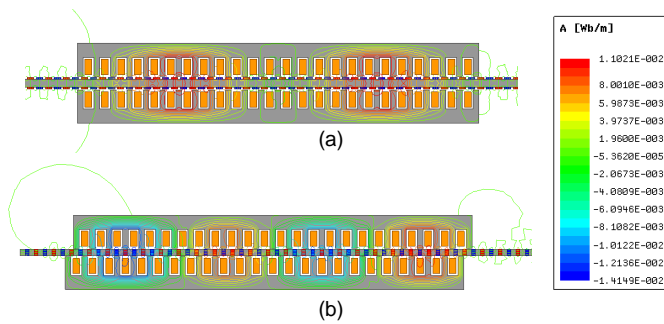 A [Wb/m]
1.1021E-002
8.0010E-003
5.9873E-003
3.9737E-003
1.9600E-003
-5.3620E-005
-2.0673E-003
-4.0809E-003
-6.0946E-003
-8.1082E-003
-1.0122E-002
-1.2136E-002
-1.4149E-002
(a)
(b)